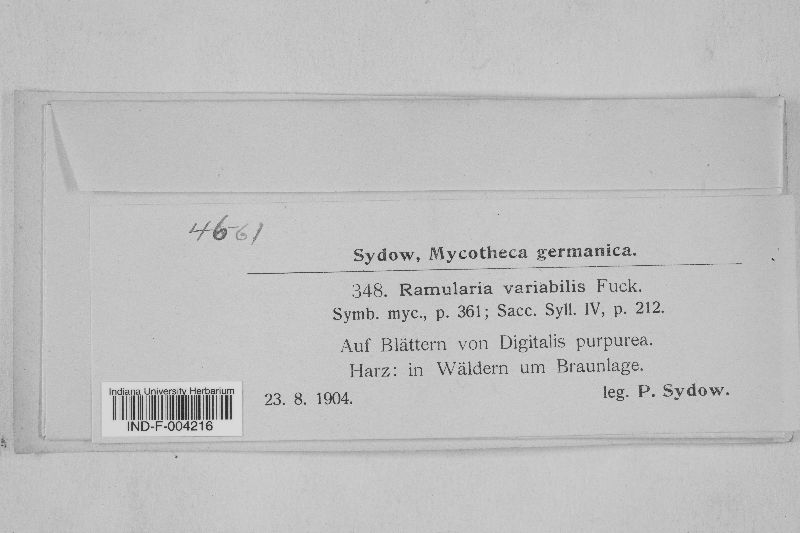 4661
Sydow, Mycotheca germanica.
348. Ramularia variabilis Fuck.
Symb. myc., p. 361; Sacc. Syll. IV, p. 212.
Auf Blättern von Digitalis purpurea.
Harz: in Wäldern um Braunlage.
23. 8. 1904. leg. P. Sydow.
Indiana University Herbarium
IND-F-004216